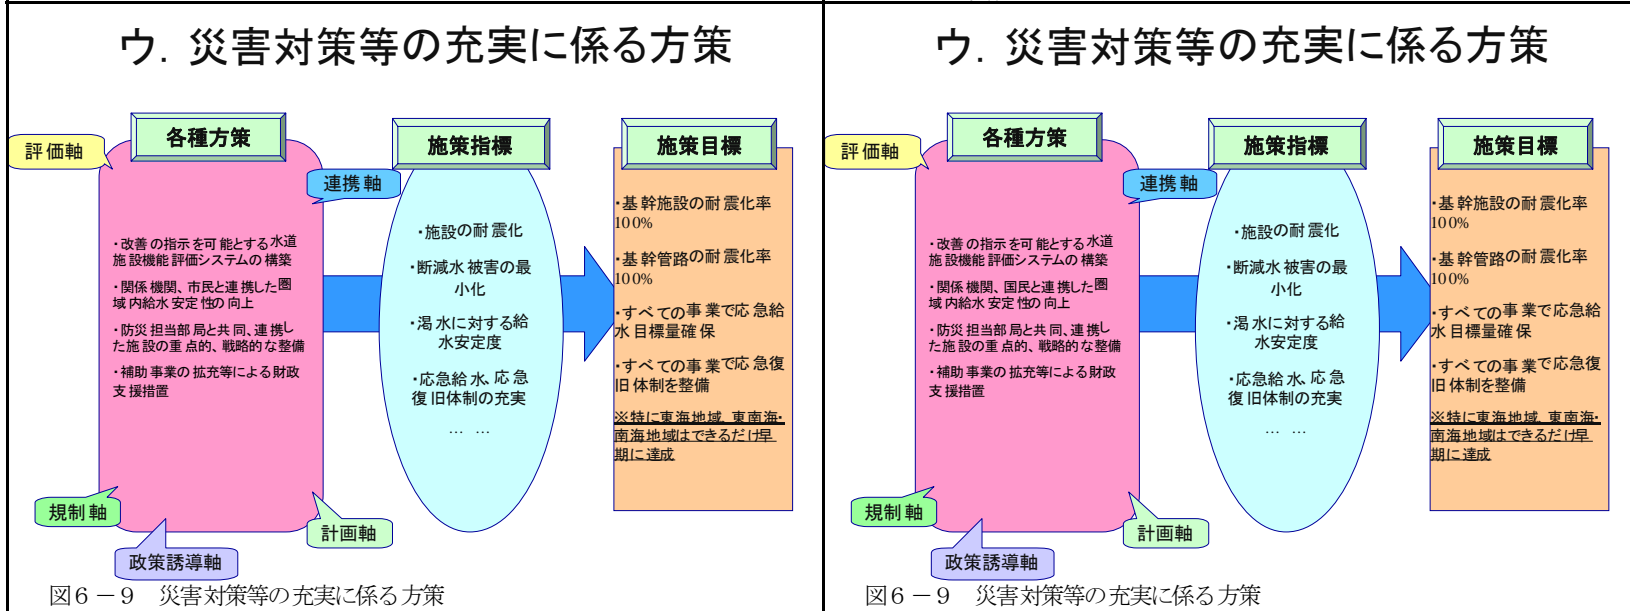 ウ．災害対策等の充実に係る方策
各種方策
施策指標
施策目標
評価軸
連携軸
・改善の指示を可能とする水道
施設機能評価システムの構築
・関係機関、市民と連携した圏
域内給水安定性の向上
・防災担当部局と共同、連携し
た施設の重点的、戦略的な整備
・補助事業の拡充等による財政
支援措置
・施設の耐震化
・断減水被害の最
小化
・渇水に対する給
水安定度
・応急給水、応急
復旧体制の充実
… …
・基幹施設の耐震化率
100%
・基幹管路の耐震化率
100%
・すべての事業で応急給
水目標量確保
・すべての事業で応急復
旧体制を整備
※特に東海地域、東南海・
南海地域はできるだけ早
期に達成
規制軸
計画軸
政策誘導軸
図６－９　災害対策等の充実に係る方策
ウ．災害対策等の充実に係る方策
各種方策
施策指標
施策目標
評価軸
連携軸
・改善の指示を可能とする水道
施設機能評価システムの構築
・関係機関、国民と連携した圏
域内給水安定性の向上
・防災担当部局と共同、連携し
た施設の重点的、戦略的な整備
・補助事業の拡充等による財政
支援措置
・施設の耐震化
・断減水被害の最
小化
・渇水に対する給
水安定度
・応急給水、応急
復旧体制の充実
… …
・基幹施設の耐震化率
100%
・基幹管路の耐震化率
100%
・すべての事業で応急給
水目標量確保
・すべての事業で応急復
旧体制を整備
※特に東海地域、東南海・
南海地域はできるだけ早
期に達成
規制軸
計画軸
政策誘導軸
図６－９　災害対策等の充実に係る方策